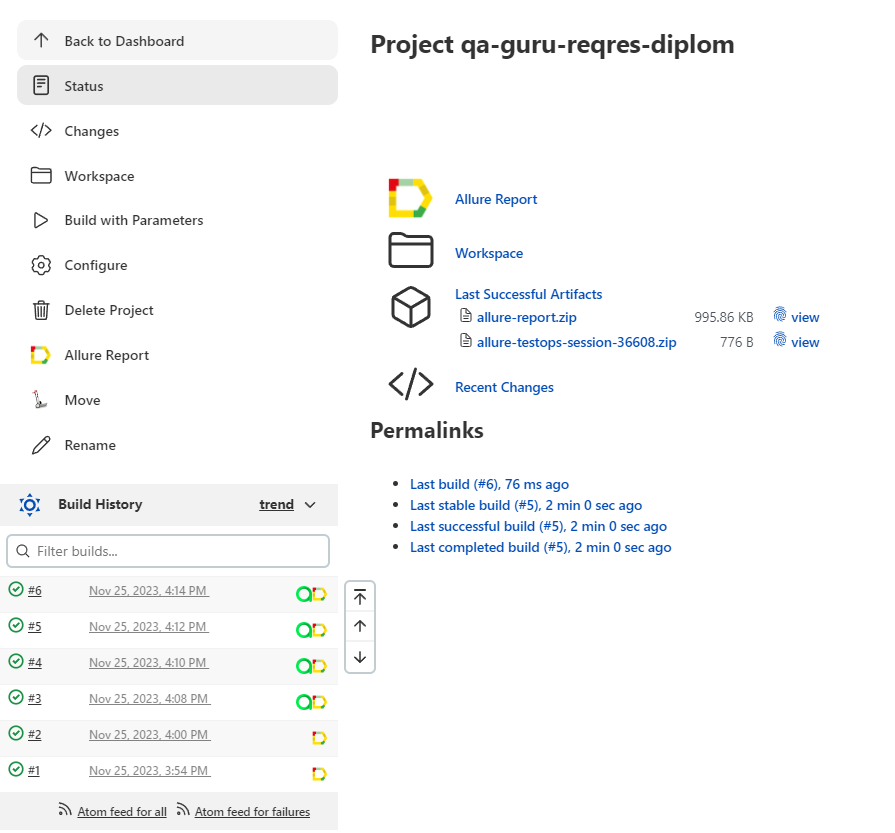 Back to Dashboard
Status
Changes
Workspace
Build with Parameters
Configure
Delete Project
Allure Report
Move
Rename
Build History trend
Filter builds...
#6 Nov 25, 2023, 4:14 PM
#5 Nov 25, 2023, 4:12 PM
#4 Nov 25, 2023, 4:10 PM
#3 Nov 25, 2023, 4:08 PM
#2 Nov 25, 2023, 4:00 PM
#1 Nov 25, 2023, 3:54 PM
Atom feed for all Atom feed for failures
Project qa-guru-reqres-diplom
Allure Report
Workspace
Last Successful Artifacts
allure-report.zip 995.86 KB view
allure-testops-session-36608.zip 776 B view
Recent Changes
Permalinks
Last build (#6), 76 ms ago
Last stable build (#5), 2 min 0 sec ago
Last successful build (#5), 2 min 0 sec ago
Last completed build (#5), 2 min 0 sec ago